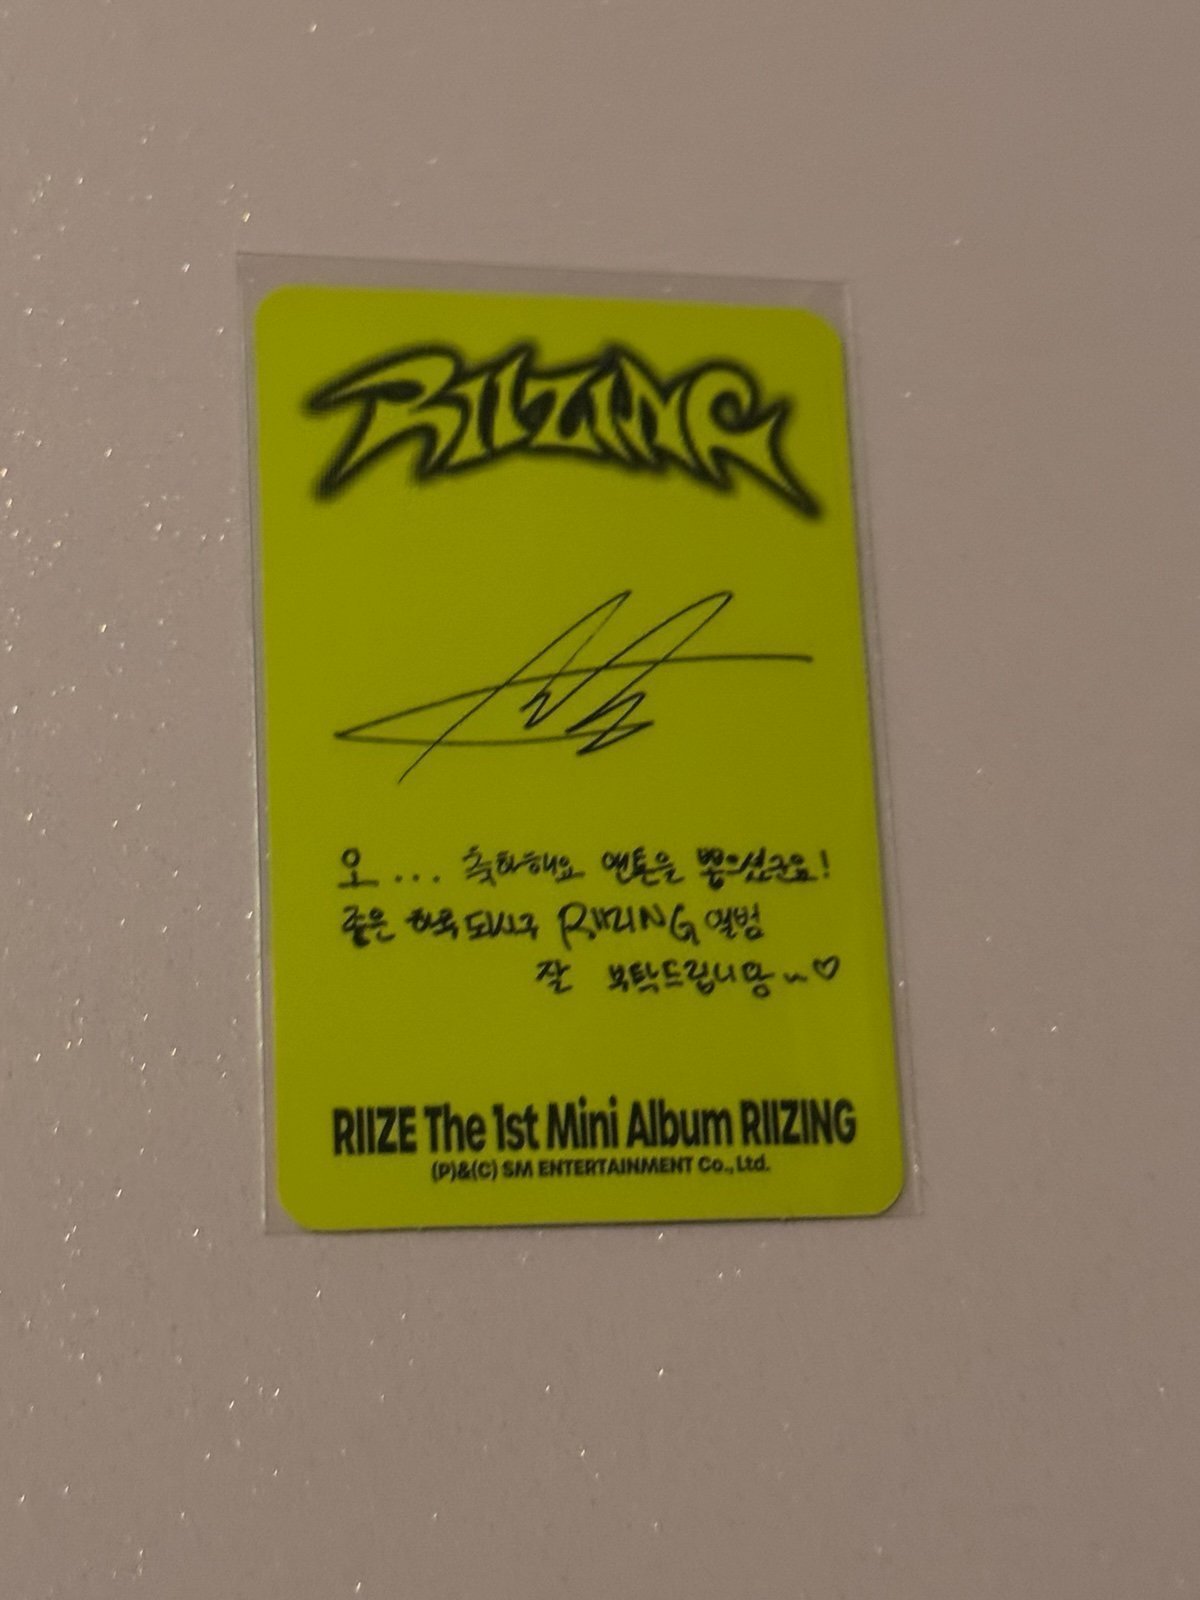 RIIZING
오... 축하해요 앤톤을 뽑으셨군요!
좋은 하루 되시구 RIIZING 앨범
잘 부탁드립니당~♡
RIIZE The 1st Mini Album RIIZING
(P)&(C) SM ENTERTAINMENT Co., Ltd.